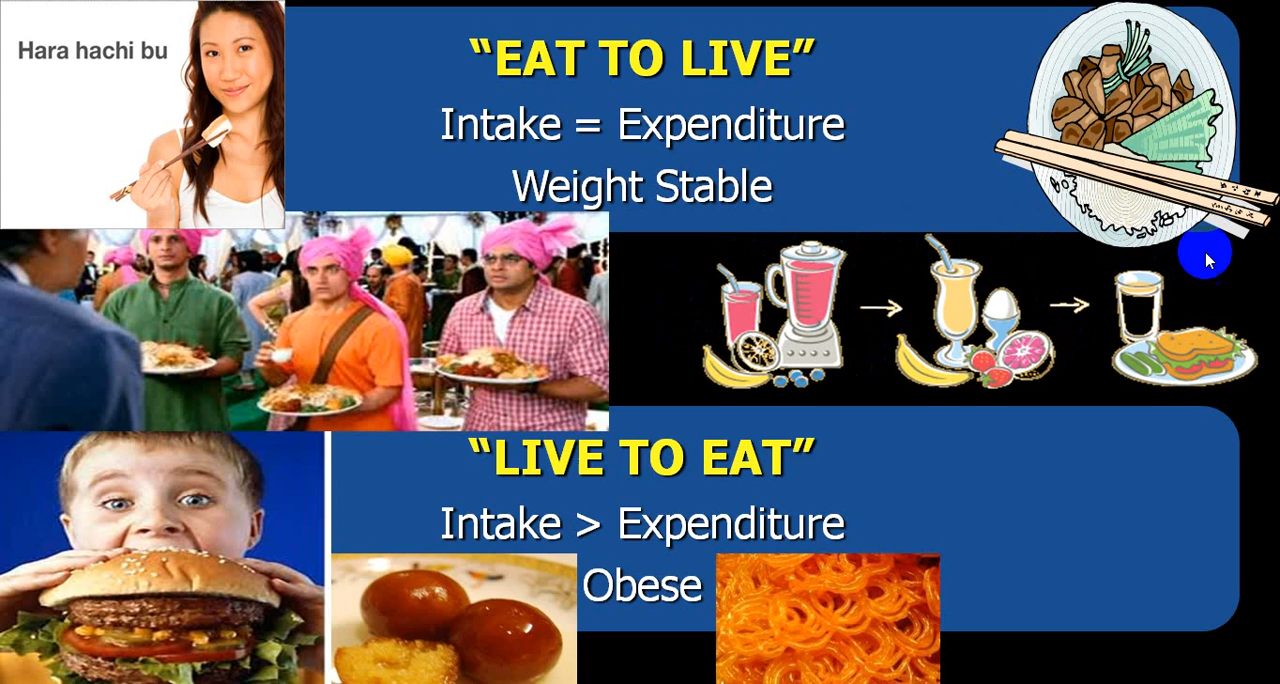 Hara hachi bu
“EAT TO LIVE”
Intake = Expenditure
Weight Stable
“LIVE TO EAT”
Intake > Expenditure
Obese